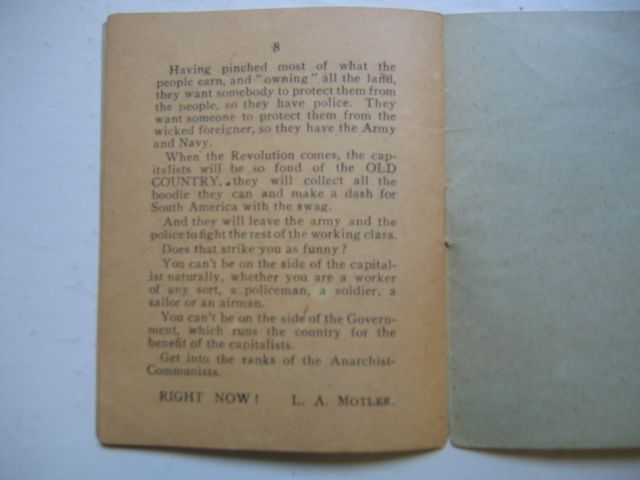 8
Having pinched most of what the
people earn, and "owning" all the land,
they want somebody to protect them from
the people, so they have police. They
want someone to protect them from the
wicked foreigner, so they have the Army
and Navy.
When the Revolution comes, the cap-
italists will be so fond of the OLD
COUNTRY, they will collect all the
boodle they can and make a dash for
South America with the swag.
And they will leave the army and the
police to fight the rest of the working class.
Does that strike you as funny?
You can't be on the side of the capital-
ist naturally, whether you are a worker
of any sort, a policeman, a soldier, a
sailor or an airman.
You can't be on the side of the Govern-
ment, which runs the country for the
benefit of the capitalists.
Get into the ranks of the Anarchist-
Communists.
RIGHT NOW! L. A. MOTLER.